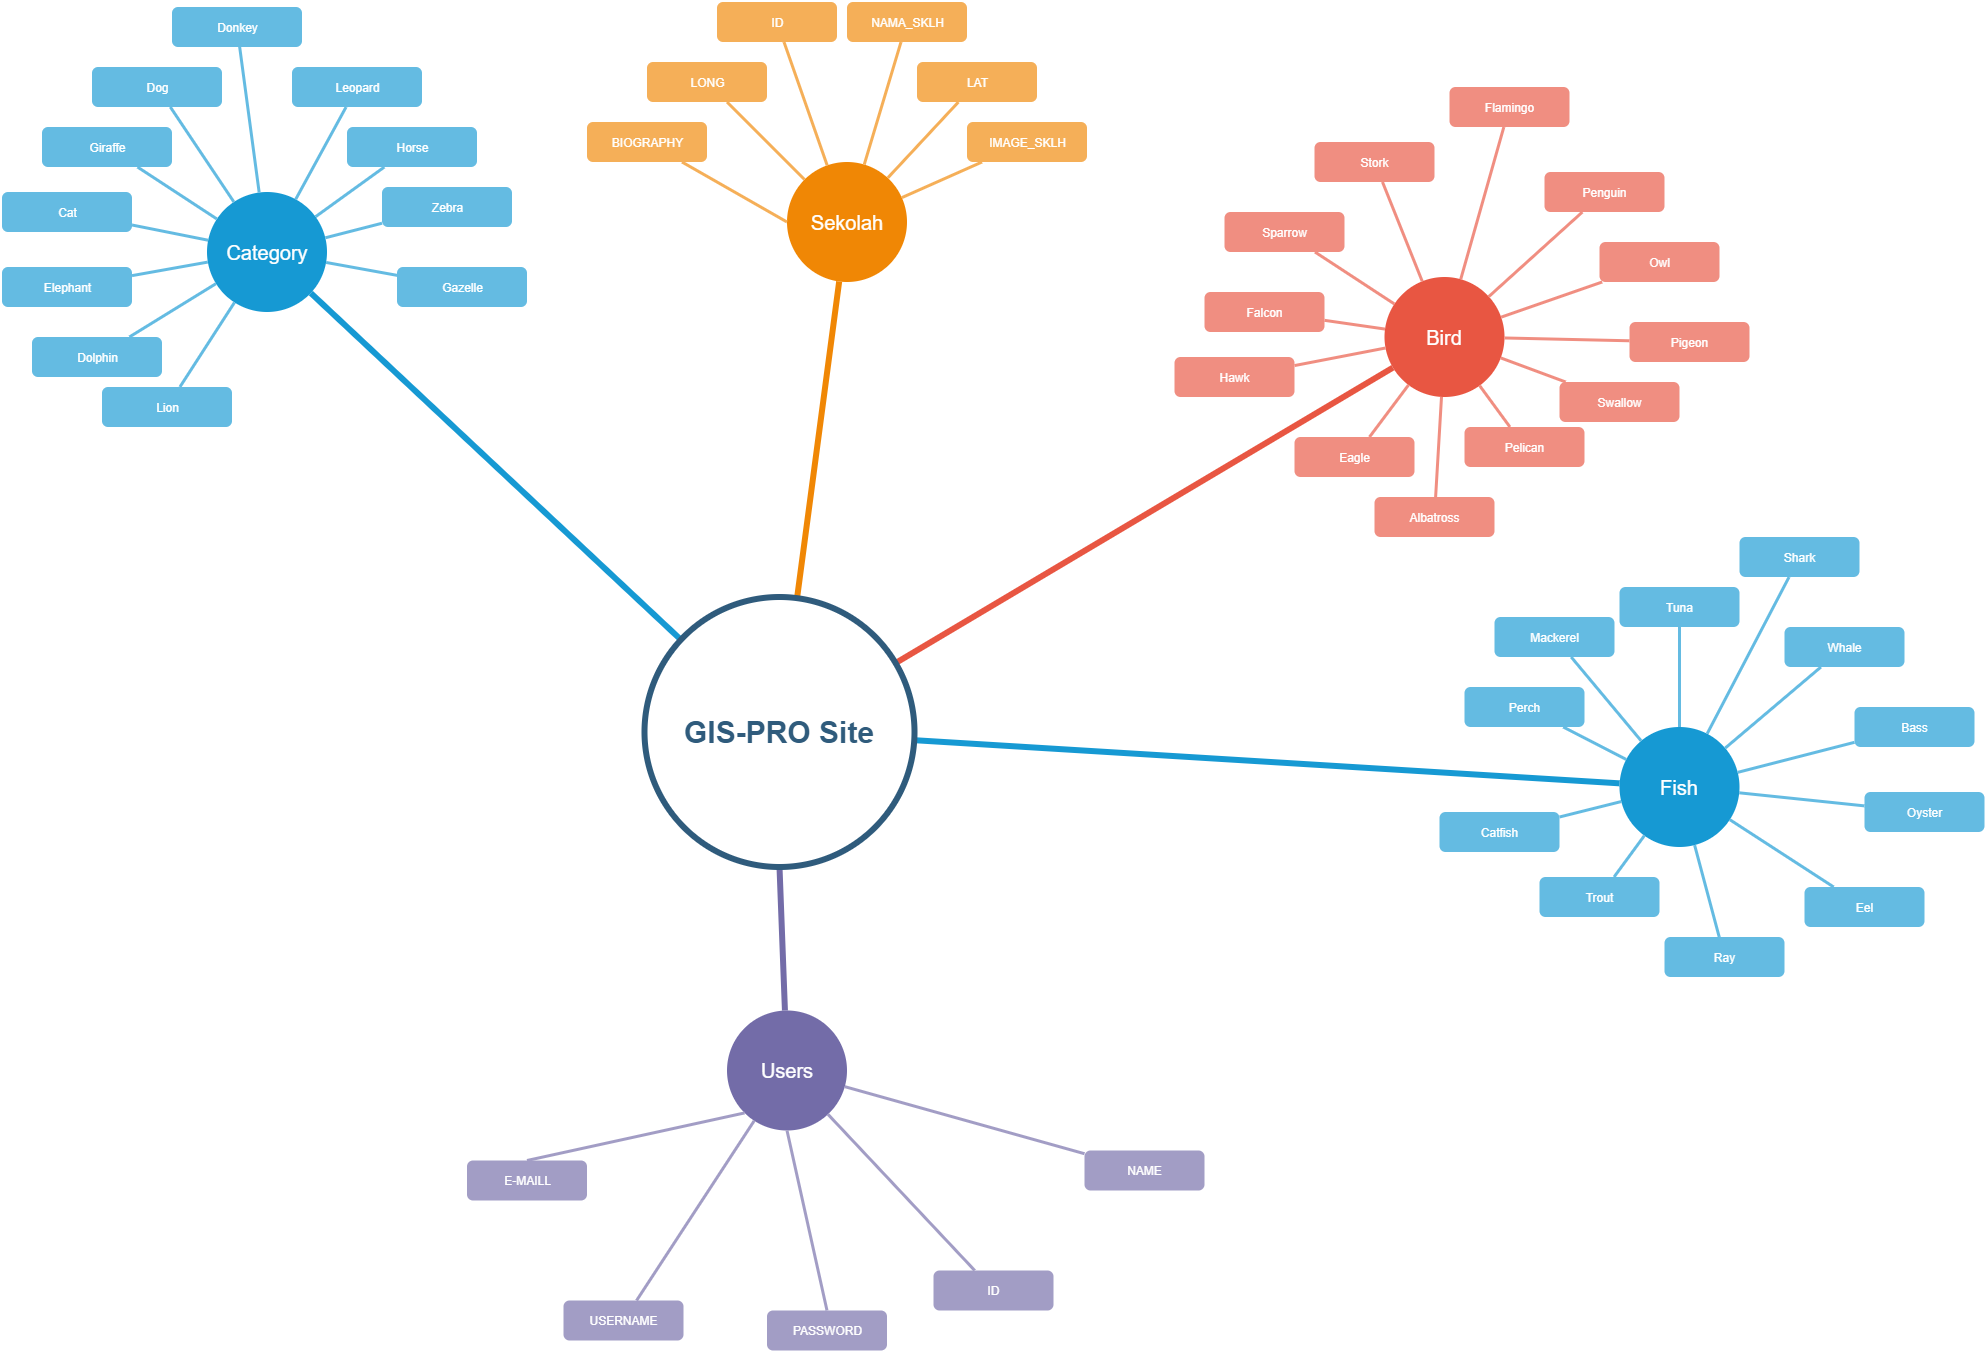 Donkey
Dog
Leopard
Giraffe
Horse
Cat
Zebra
Category
Elephant
Gazelle
Dolphin
Lion
ID
NAMA_SKLH
LONG
LAT
BIOGRAPHY
IMAGE_SKLH
Sekolah
Flamingo
Stork
Penguin
Sparrow
Owl
Falcon
Bird
Pigeon
Hawk
Swallow
Eagle
Pelican
Albatross
Shark
Tuna
Mackerel
Whale
Perch
Bass
Fish
Oyster
Catfish
Trout
Eel
Ray
GIS-PRO Site
Users
E-MAILL
NAME
USERNAME
PASSWORD
ID